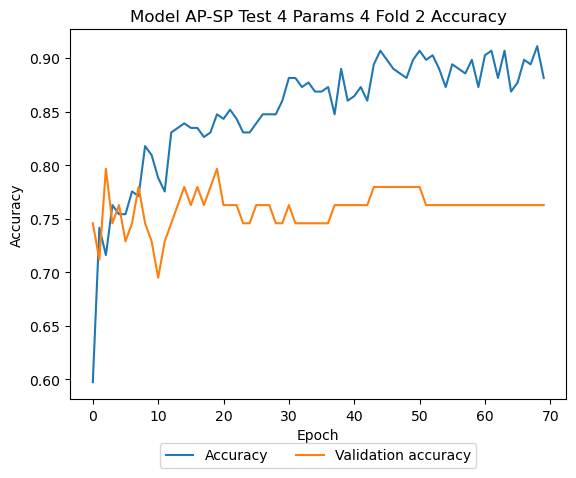 Model AP-SP Test 4 Params 4 Fold 2 Accuracy
0.90
0.85
0.80
0.75
0.70
0.65
0.60
Accuracy
0 10 20 30 40 50 60 70
Epoch
Accuracy Validation accuracy